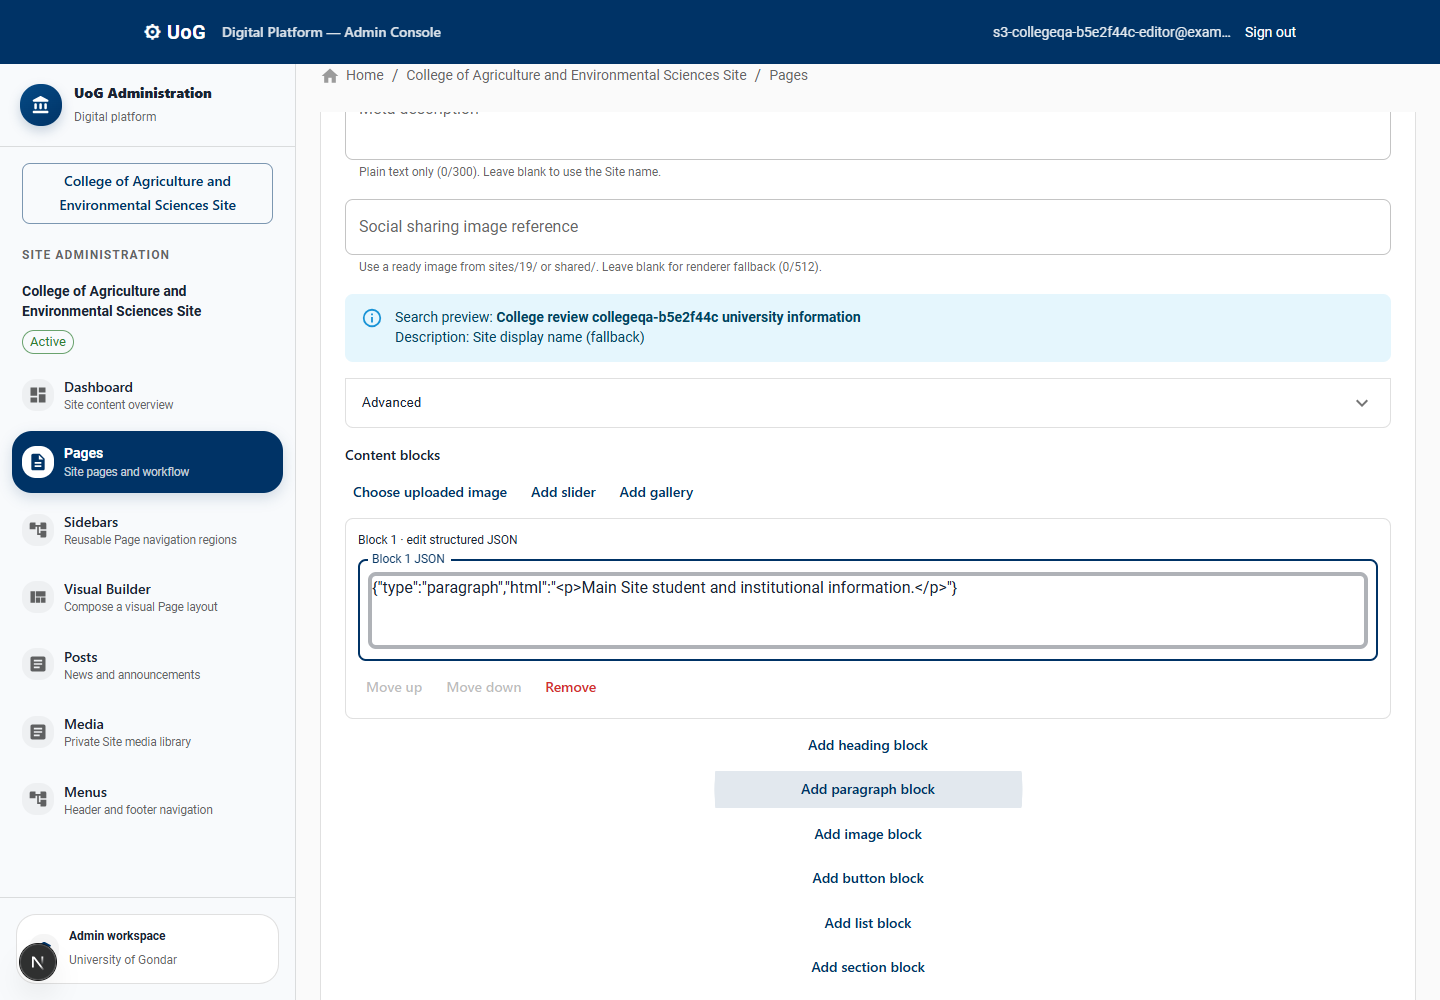 UoG
Digital Platform — Admin Console
s3-collegeqa-b5e2f44c-editor@exam...
Sign out
UoG Administration
Digital platform
College of Agriculture and
Environmental Sciences Site
SITE ADMINISTRATION
College of Agriculture and
Environmental Sciences Site
Active
Dashboard
Site content overview
Pages
Site pages and workflow
Sidebars
Reusable Page navigation regions
Visual Builder
Compose a visual Page layout
Posts
News and announcements
Media
Private Site media library
Menus
Header and footer navigation
Admin workspace
University of Gondar
N
Home / College of Agriculture and Environmental Sciences Site / Pages
Meta description
Plain text only (0/300). Leave blank to use the Site name.
Social sharing image reference
Use a ready image from sites/19/ or shared/. Leave blank for renderer fallback (0/512).
Search preview: College review collegeqa-b5e2f44c university information
Description: Site display name (fallback)
Advanced
Content blocks
Choose uploaded image Add slider Add gallery
Block 1 · edit structured JSON
Block 1 JSON
{"type":"paragraph","html":"<p>Main Site student and institutional information.</p>"}
Move up Move down Remove
Add heading block
Add paragraph block
Add image block
Add button block
Add list block
Add section block